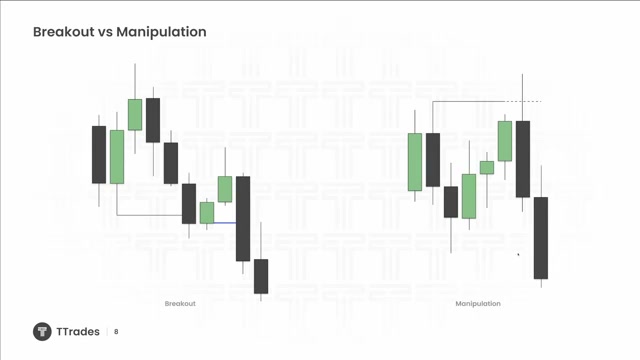 Breakout vs Manipulation
Breakout
Manipulation
TTrades
8